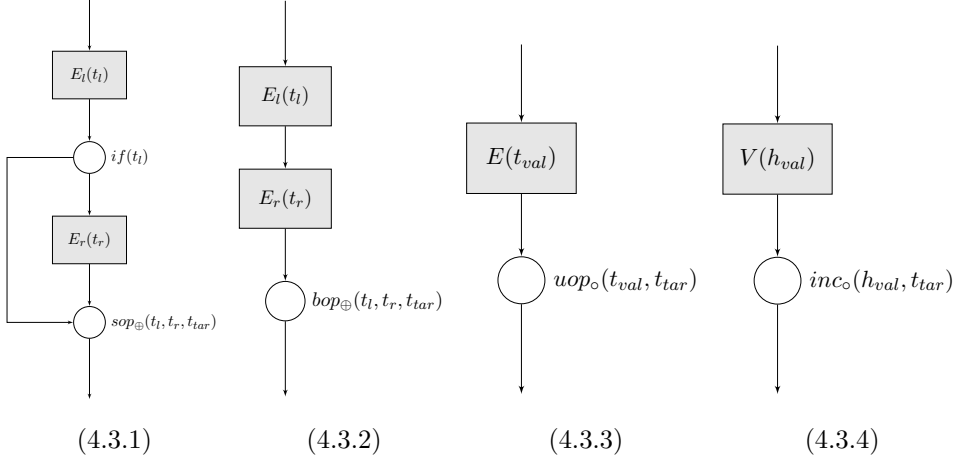 E_l(t_l)
if(t_l)
E_r(t_r)
sop_⊕(t_l, t_r, t_tar)
(4.3.1)
E_l(t_l)
E_r(t_r)
bop_⊕(t_l, t_r, t_tar)
(4.3.2)
E(t_val)
uop_∘(t_val, t_tar)
(4.3.3)
V(h_val)
inc_∘(h_val, t_tar)
(4.3.4)